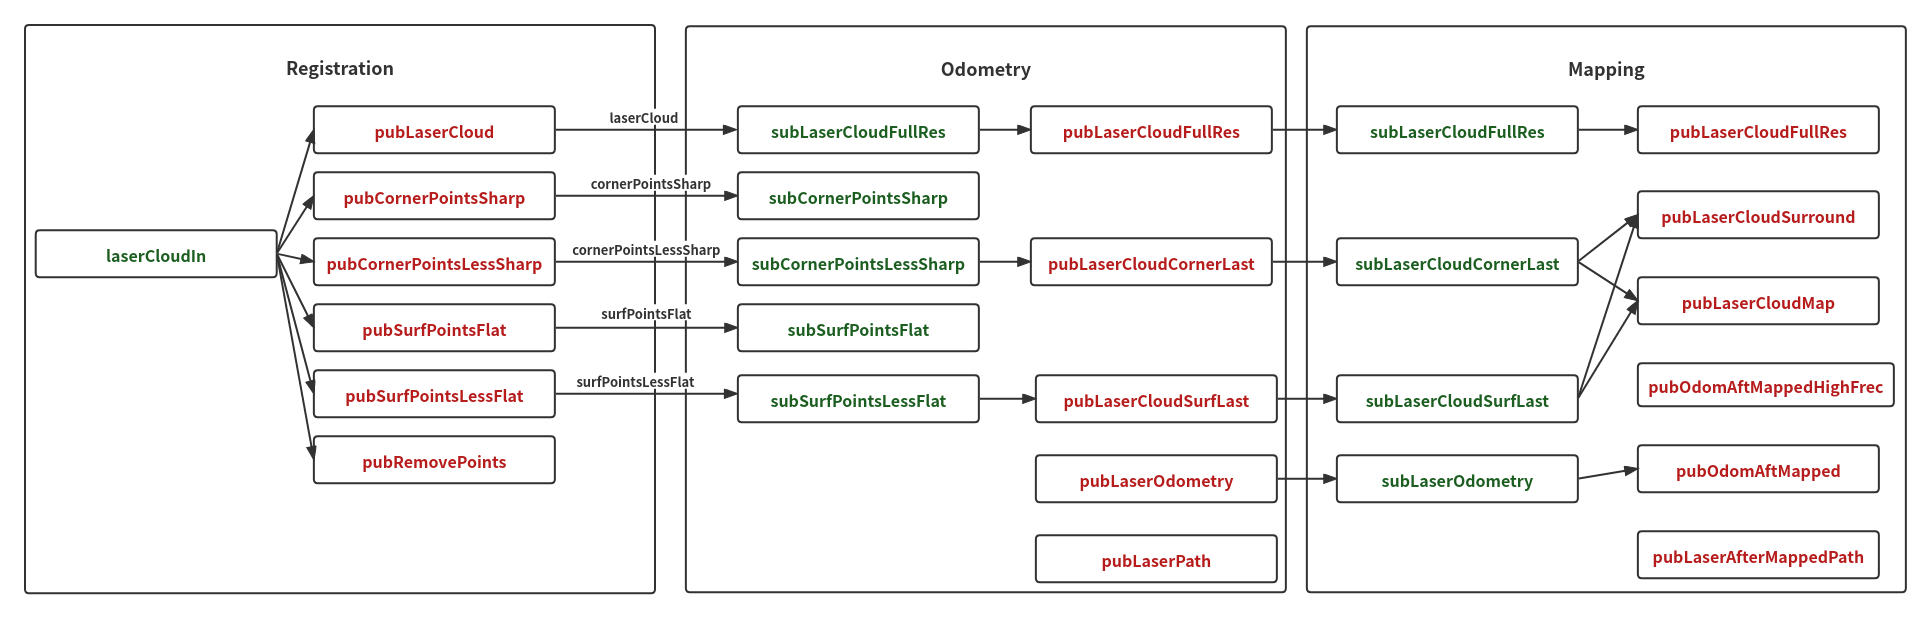 Registration
laserCloudIn
pubLaserCloud
pubCornerPointsSharp
pubCornerPointsLessSharp
pubSurfPointsFlat
pubSurfPointsLessFlat
pubRemovePoints
laserCloud
cornerPointsSharp
cornerPointsLessSharp
surfPointsFlat
surfPointsLessFlat
Odometry
subLaserCloudFullRes
subCornerPointsSharp
subCornerPointsLessSharp
subSurfPointsFlat
subSurfPointsLessFlat
pubLaserCloudFullRes
pubLaserCloudCornerLast
pubLaserCloudSurfLast
pubLaserOdometry
pubLaserPath
Mapping
subLaserCloudFullRes
subLaserCloudCornerLast
subLaserCloudSurfLast
subLaserOdometry
pubLaserCloudFullRes
pubLaserCloudSurround
pubLaserCloudMap
pubOdomAftMappedHighFrec
pubOdomAftMapped
pubLaserAfterMappedPath